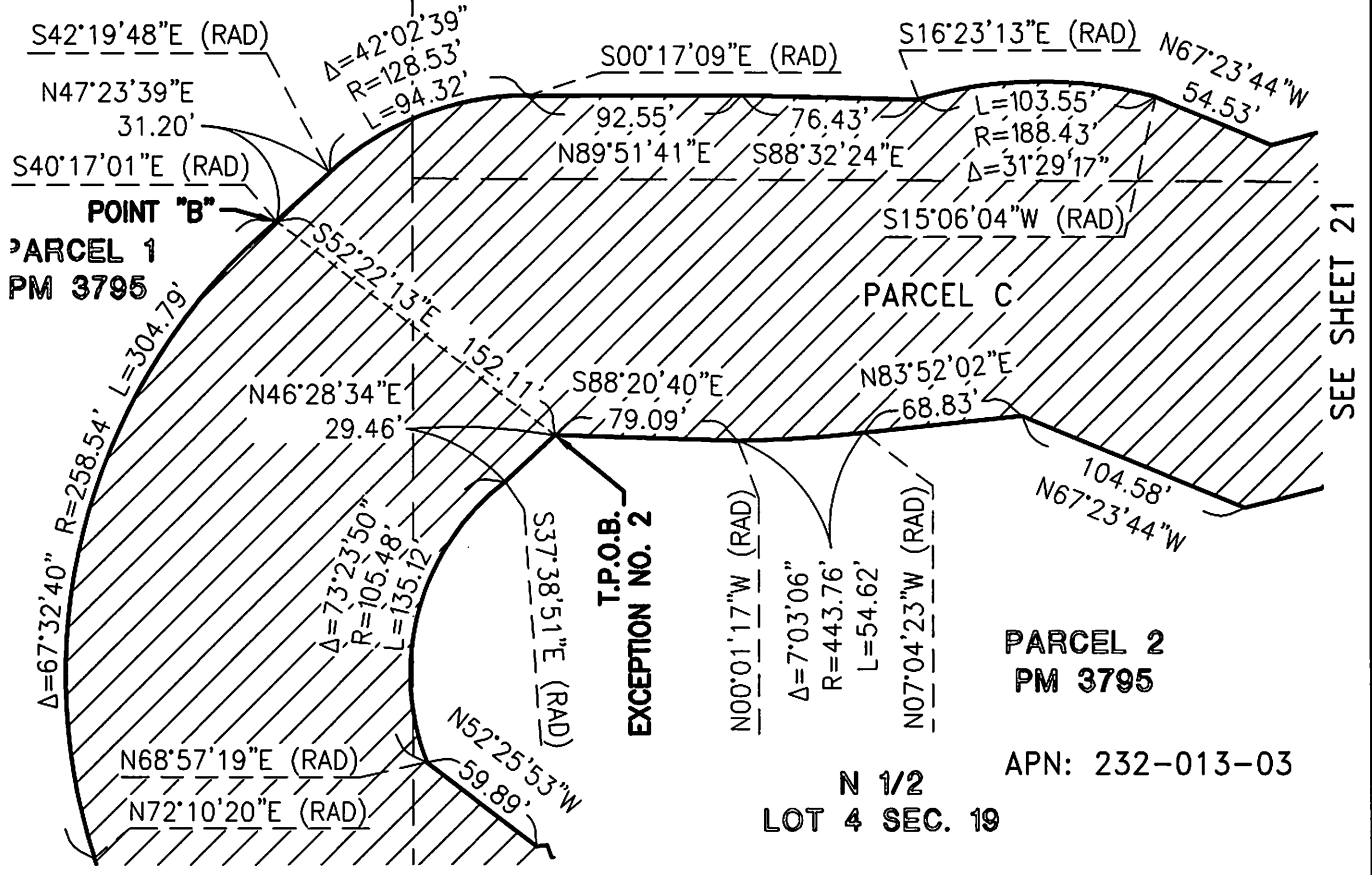 S42°19'48"E (RAD)
Δ=42°02'39"
R=128.53'
L=94.32'
S00°17'09"E (RAD)
S16°23'13"E (RAD)
N67°23'44"W
54.53'
N47°23'39"E
31.20'
92.55'
N89°51'41"E
76.43'
S88°32'24"E
L=103.55'
R=188.43'
Δ=31°29'17"
S40°17'01"E (RAD)
POINT "B"
S15°06'04"W (RAD)
PARCEL 1
PM 3795
S52°22'13"E
152.11'
PARCEL C
SEE SHEET 21
Δ=67°32'40" R=258.54' L=304.79'
N46°28'34"E
29.46'
S88°20'40"E
79.09'
N83°52'02"E
68.83'
104.58'
N67°23'44"W
Δ=73°23'50"
R=105.48'
L=135.12'
S37°38'51"E (RAD)
T.P.O.B.
EXCEPTION NO. 2
N00°01'17"W (RAD)
Δ=7°03'06"
R=443.76'
L=54.62'
N07°04'23"W (RAD)
PARCEL 2
PM 3795
N68°57'19"E (RAD)
N72°10'20"E (RAD)
N52°25'53"W
59.89'
APN: 232-013-03
N 1/2
LOT 4 SEC. 19